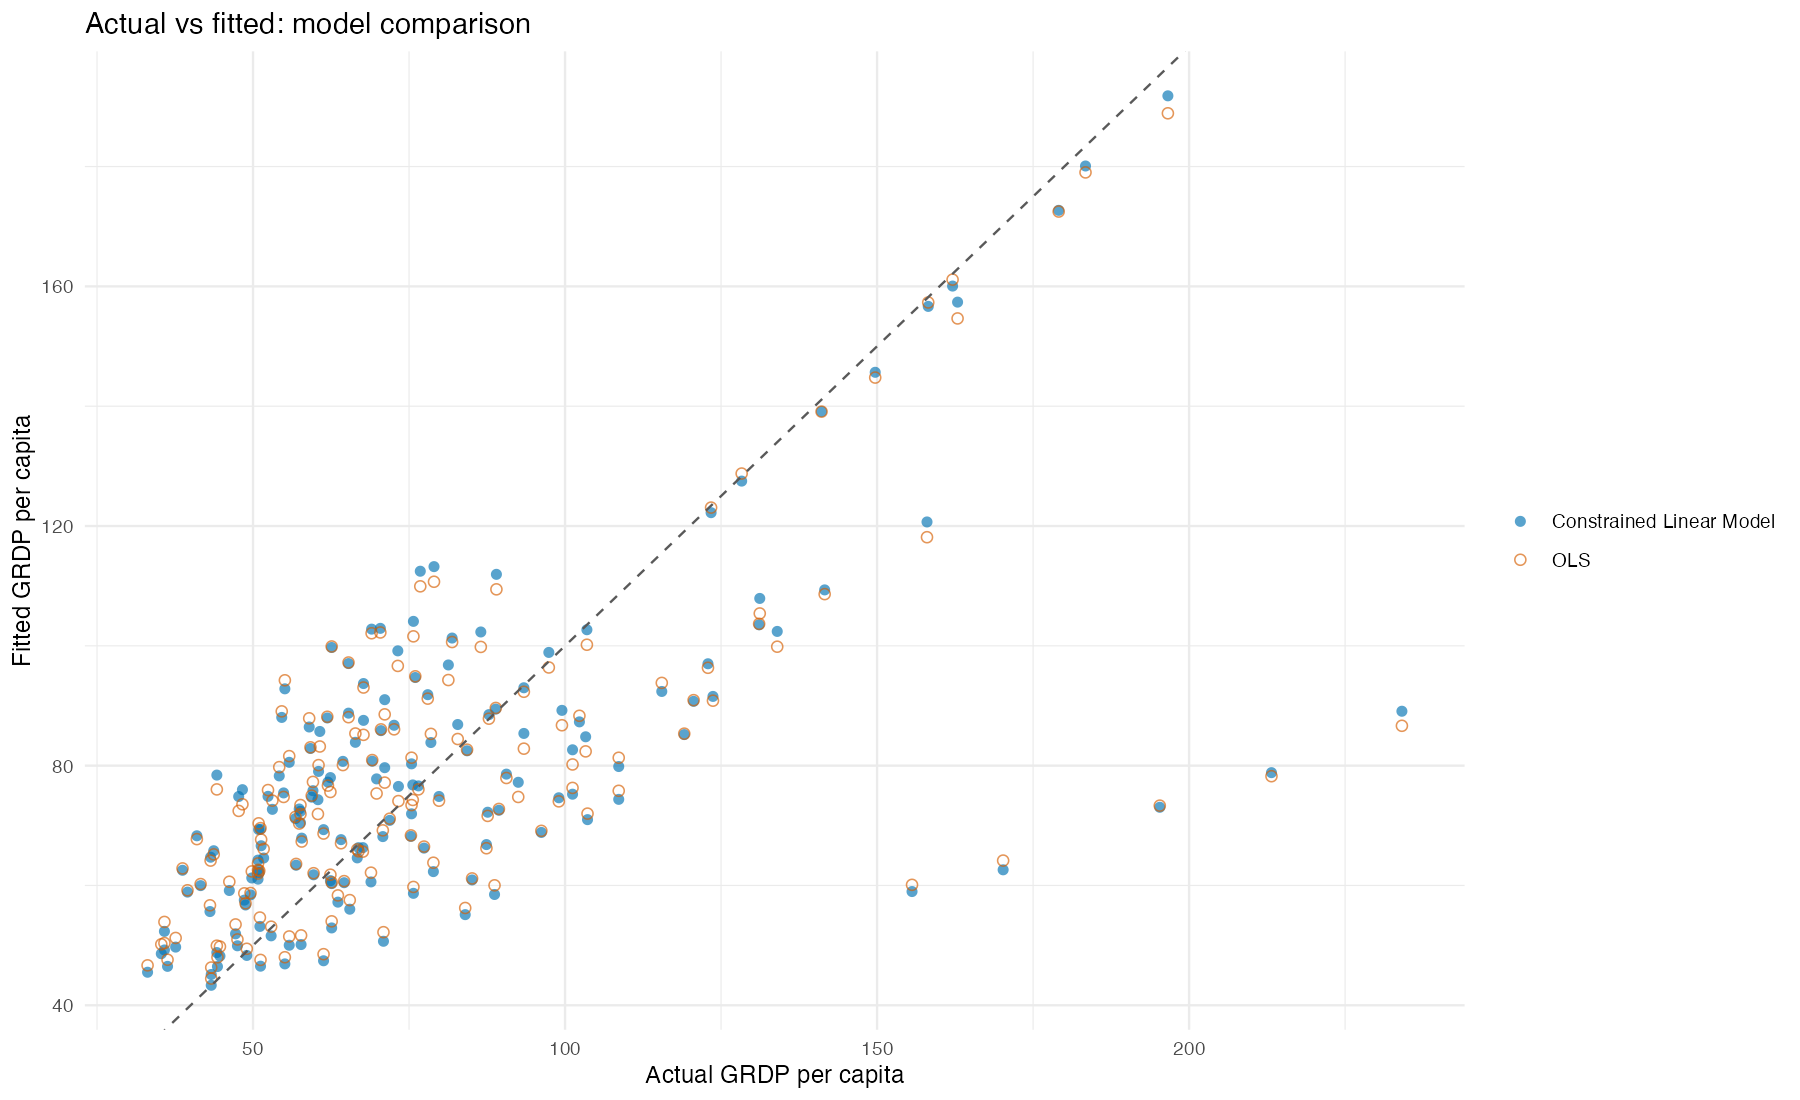 Actual vs fitted: model comparison
Fitted GRDP per capita
160
120
80
40
50 100 150 200
Actual GRDP per capita
Constrained Linear Model
OLS